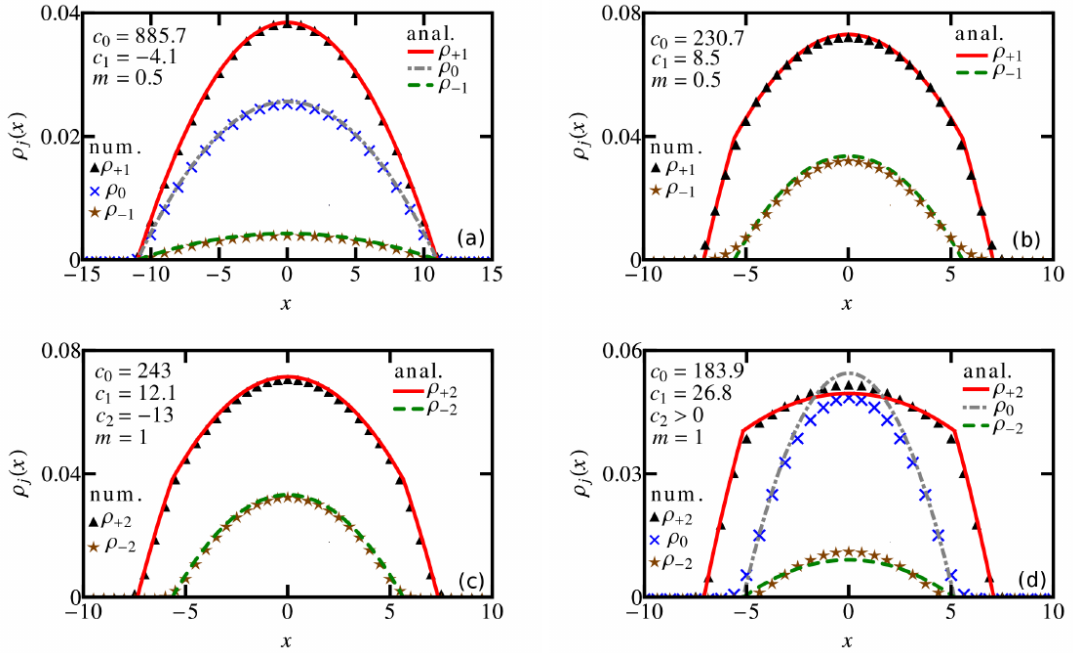 0.04
0.02
0
ρj(x)
c0 = 885.7
c1 = −4.1
m = 0.5
anal.
ρ+1
ρ0
ρ−1
num.
ρ+1
ρ0
ρ−1
(a)
−15 −10 −5 0 5 10 15
x
0.08
0.04
0
ρj(x)
c0 = 230.7
c1 = 8.5
m = 0.5
anal.
ρ+1
ρ−1
num.
ρ+1
ρ−1
(b)
−10 −5 0 5 10
x
0.08
0.04
0
ρj(x)
c0 = 243
c1 = 12.1
c2 = −13
m = 1
anal.
ρ+2
ρ−2
num.
ρ+2
ρ−2
(c)
−10 −5 0 5 10
x
0.06
0.03
0
ρj(x)
c0 = 183.9
c1 = 26.8
c2 > 0
m = 1
anal.
ρ+2
ρ0
ρ−2
num.
ρ+2
ρ0
ρ−2
(d)
−10 −5 0 5 10
x